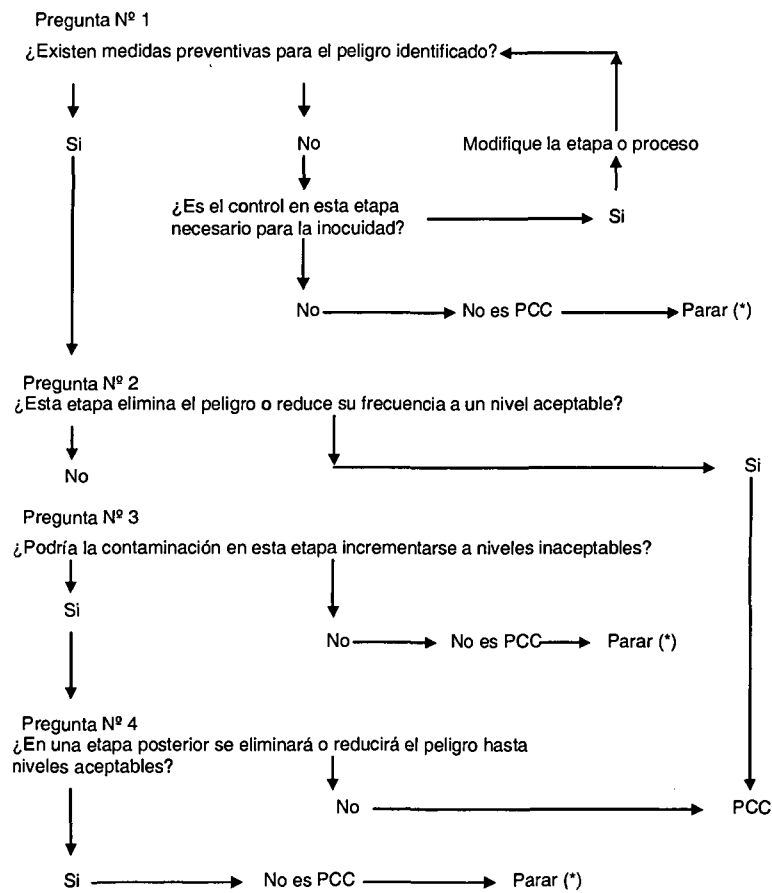 Pregunta Nº 1
¿Existen medidas preventivas para el peligro identificado?
Si
No
Modifique la etapa o proceso
¿Es el control en esta etapa
necesario para la inocuidad?
Si
No
No es PCC
Parar (*)
Pregunta Nº 2
¿Esta etapa elimina el peligro o reduce su frecuencia a un nivel aceptable?
No
Si
Pregunta Nº 3
¿Podría la contaminación en esta etapa incrementarse a niveles inaceptables?
Si
No
No es PCC
Parar (*)
Pregunta Nº 4
¿En una etapa posterior se eliminará o reducirá el peligro hasta
niveles aceptables?
No
PCC
Si
No es PCC
Parar (*)